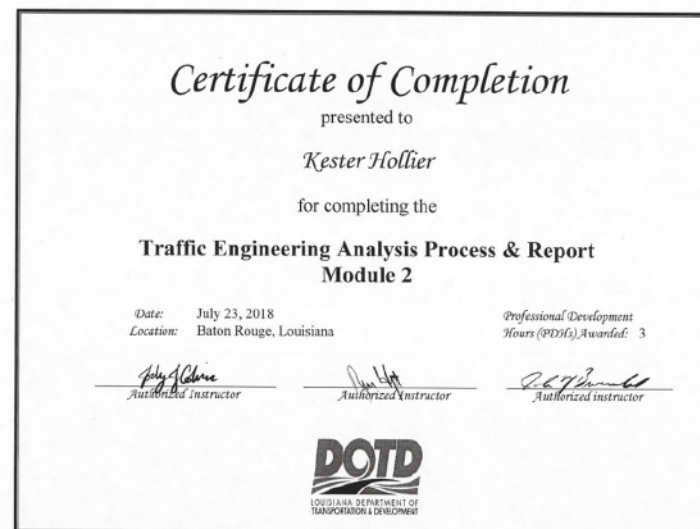 Certificate of Completion
presented to
Kester Hollier
for completing the
Traffic Engineering Analysis Process & Report
Module 2
Date: July 23, 2018
Location: Baton Rouge, Louisiana
Professional Development
Hours (PDHs) Awarded: 3
Authorized Instructor
Authorized Instructor
Authorized instructor
DOTD
LOUISIANA DEPARTMENT OF
TRANSPORTATION & DEVELOPMENT